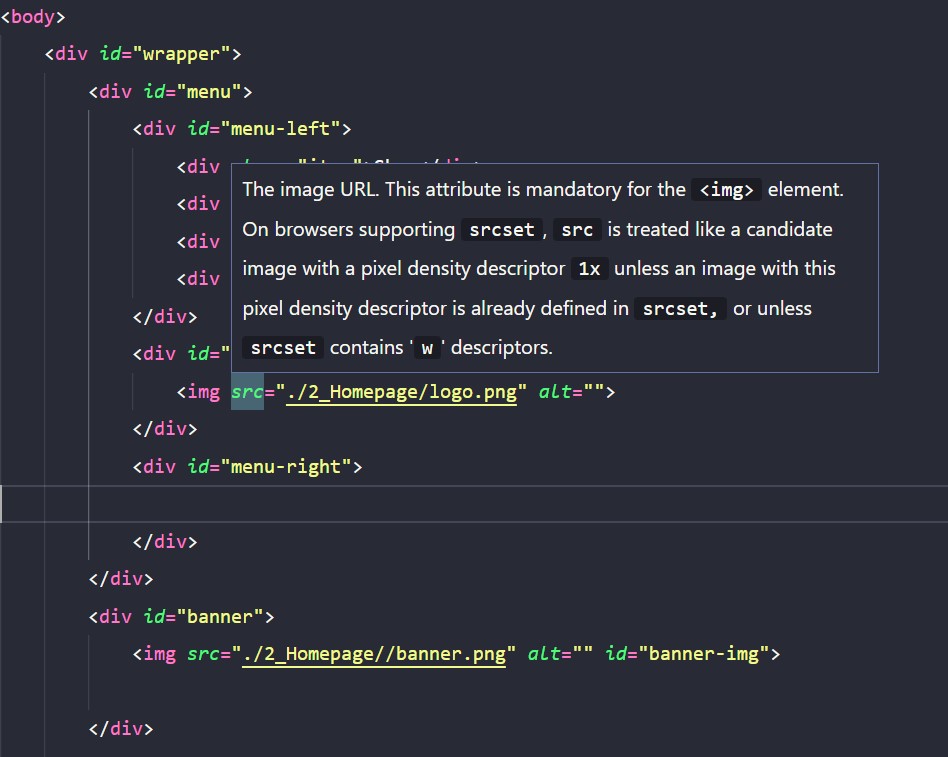 <body>
<div id="wrapper">
<div id="menu">
<div id="menu-left">
<div
The image URL. This attribute is mandatory for the <img> element.
<div
On browsers supporting srcset, src is treated like a candidate
<div
image with a pixel density descriptor 1x unless an image with this
<div
pixel density descriptor is already defined in srcset, or unless
</div>
srcset contains 'w' descriptors.
<div id="
<img src="./2_Homepage/logo.png" alt="">
</div>
<div id="menu-right">
</div>
</div>
<div id="banner">
<img src="./2_Homepage//banner.png" alt="" id="banner-img">
</div>